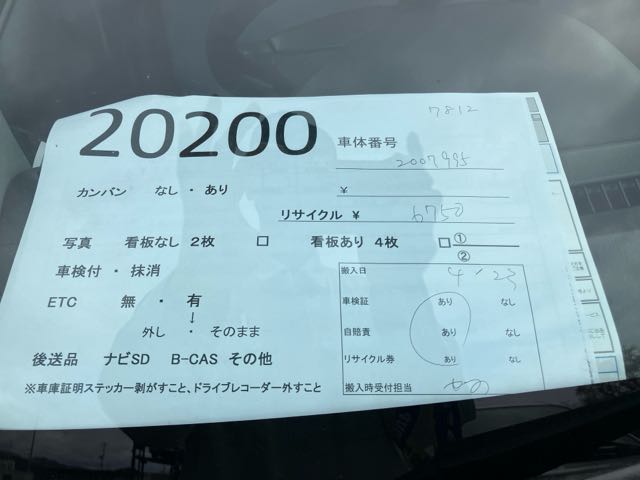 7812
20200 車体番号 2007995
カンバン なし ・ あり ￥
リサイクル ￥ 6750
写真 看板なし 2枚 □ 看板あり 4枚 □①
②
車検付 ・ 抹消
ETC 無 ・ 有
↓
外し ・ そのまま
後送品 ナビSD B-CAS その他
※車庫証明ステッカー剥がすこと、ドライブレコーダー外すこと
搬入日 4/23
車検証 あり なし
自賠責 あり なし
リサイクル券 あり なし
搬入時受付担当